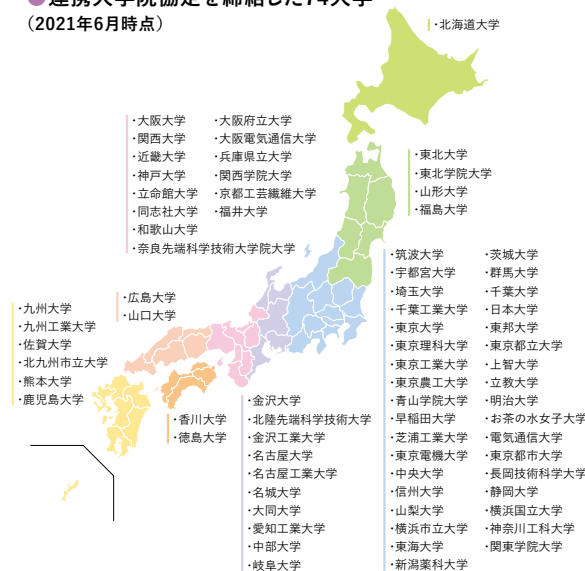 ●連携大学院協定を締結した74大学
（2021年6月時点）
・北海道大学
・大阪大学
・関西大学
・近畿大学
・神戸大学
・立命館大学
・同志社大学
・和歌山大学
・奈良先端科学技術大学院大学
・大阪府立大学
・大阪電気通信大学
・兵庫県立大学
・関西学院大学
・京都工芸繊維大学
・福井大学
・東北大学
・東北学院大学
・山形大学
・福島大学
・筑波大学
・宇都宮大学
・埼玉大学
・千葉工業大学
・東京大学
・東京理科大学
・東京工業大学
・東京農工大学
・青山学院大学
・早稲田大学
・芝浦工業大学
・東京電機大学
・中央大学
・信州大学
・山梨大学
・横浜市立大学
・東海大学
・新潟薬科大学
・茨城大学
・群馬大学
・千葉大学
・日本大学
・東邦大学
・東京都立大学
・上智大学
・立教大学
・明治大学
・お茶の水女子大学
・電気通信大学
・東京都市大学
・長岡技術科学大学
・静岡大学
・横浜国立大学
・神奈川工科大学
・関東学院大学
・広島大学
・山口大学
・九州大学
・九州工業大学
・佐賀大学
・北九州市立大学
・熊本大学
・鹿児島大学
・香川大学
・徳島大学
・金沢大学
・北陸先端科学技術大学
・金沢工業大学
・名古屋大学
・名古屋工業大学
・名城大学
・大同大学
・愛知工業大学
・中部大学
・岐阜大学